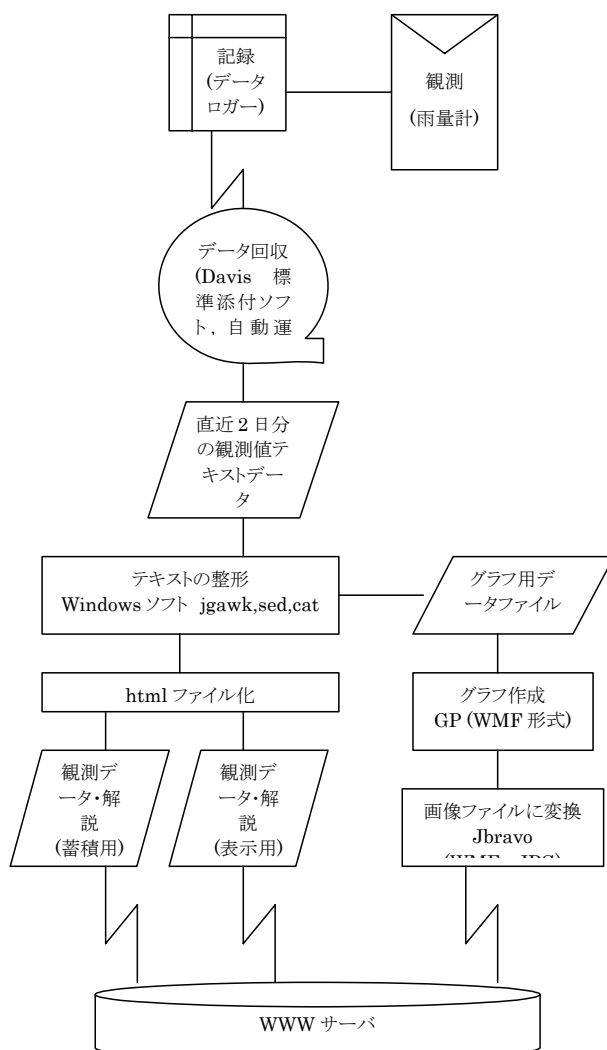 記録
(データ
ロガー)
観測
(雨量計)
データ回収
(Davis 標
準添付ソフ
ト, 自動運
直近 2 日分
の観測値テ
キストデー
タ
テキストの整形
Windows ソフト jgawk,sed,cat
グラフ用デ
ータファイル
html ファイル化
グラフ作成
GP (WMF 形式)
観測デ
ータ・解
説
(蓄積用)
観測デ
ータ・解
説
(表示用)
画像ファイルに変換
Jbravo
WWW サーバ